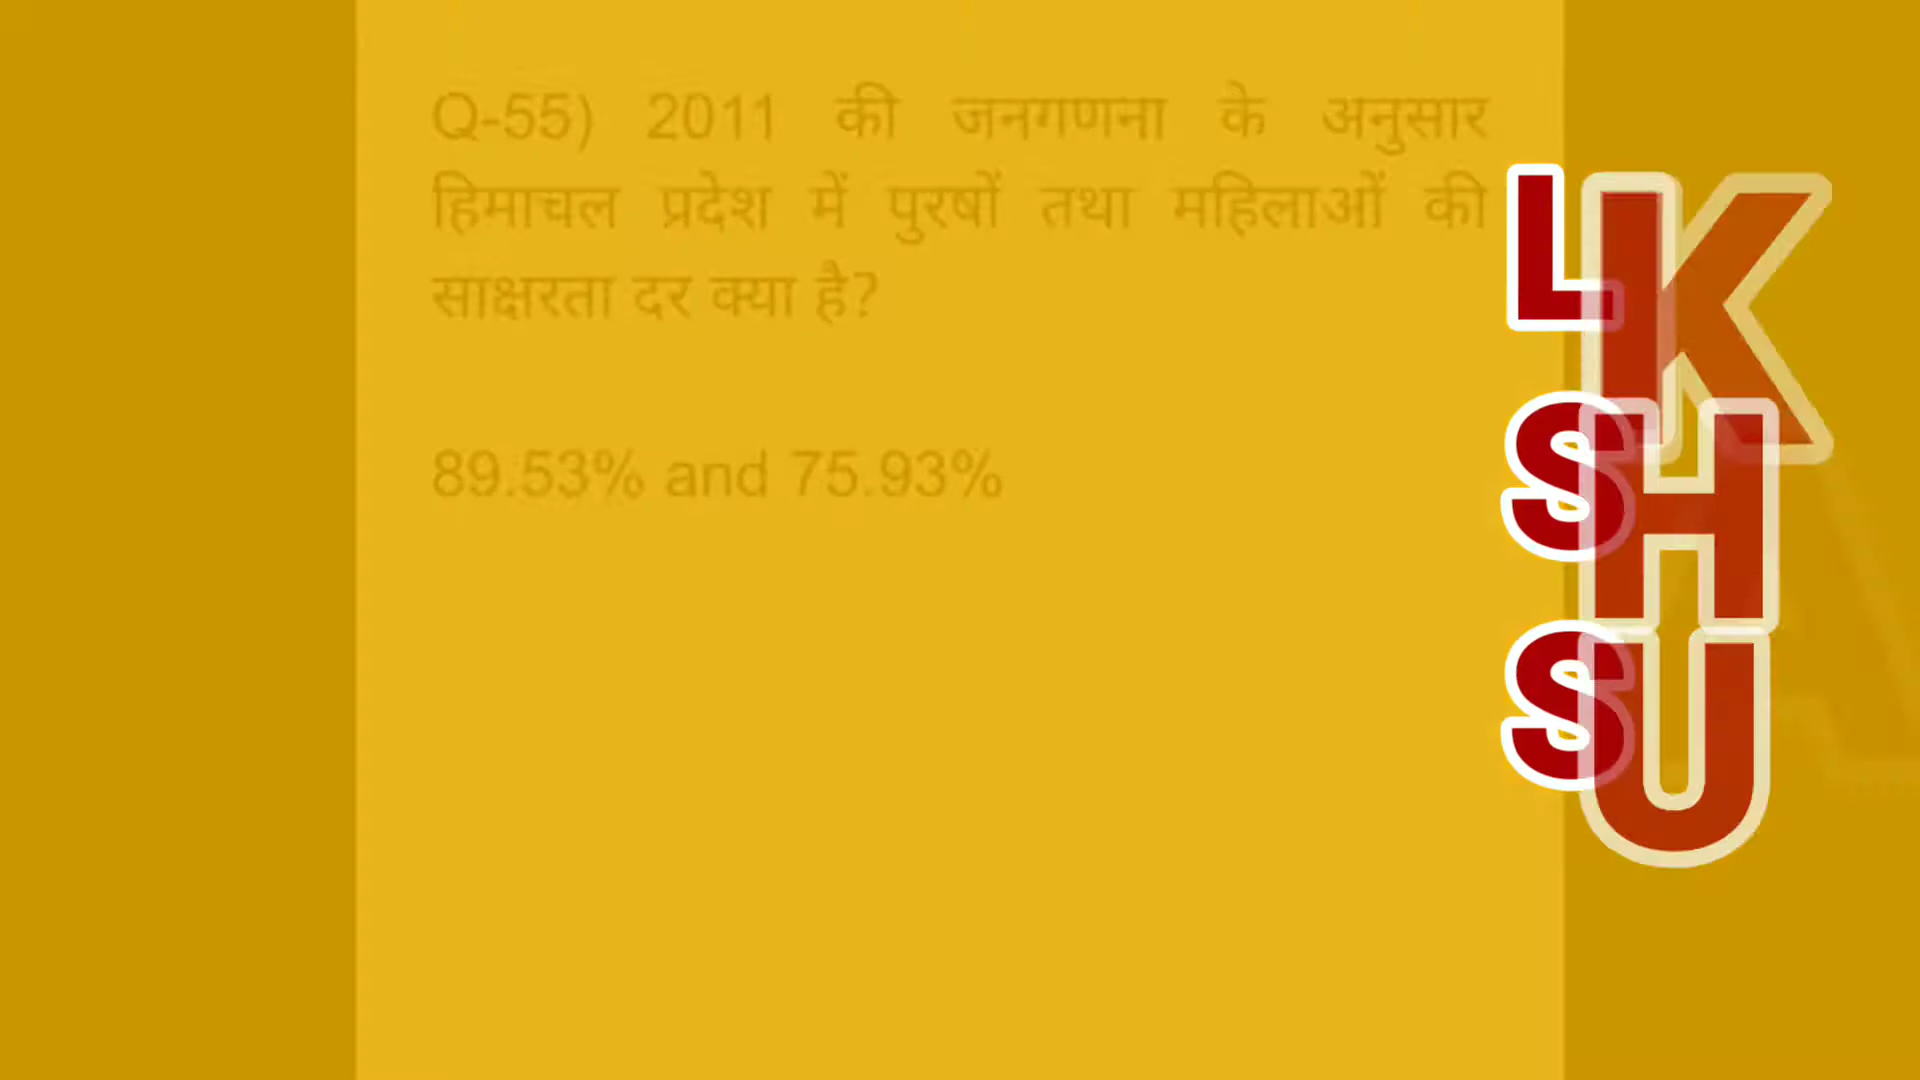 Q-55) 2011 की जनगणना के अनुसार
हिमाचल प्रदेश में पुरषों तथा महिलाओं की
साक्षरता दर क्या है?
89.53% and 75.93%
L K
S H
S U